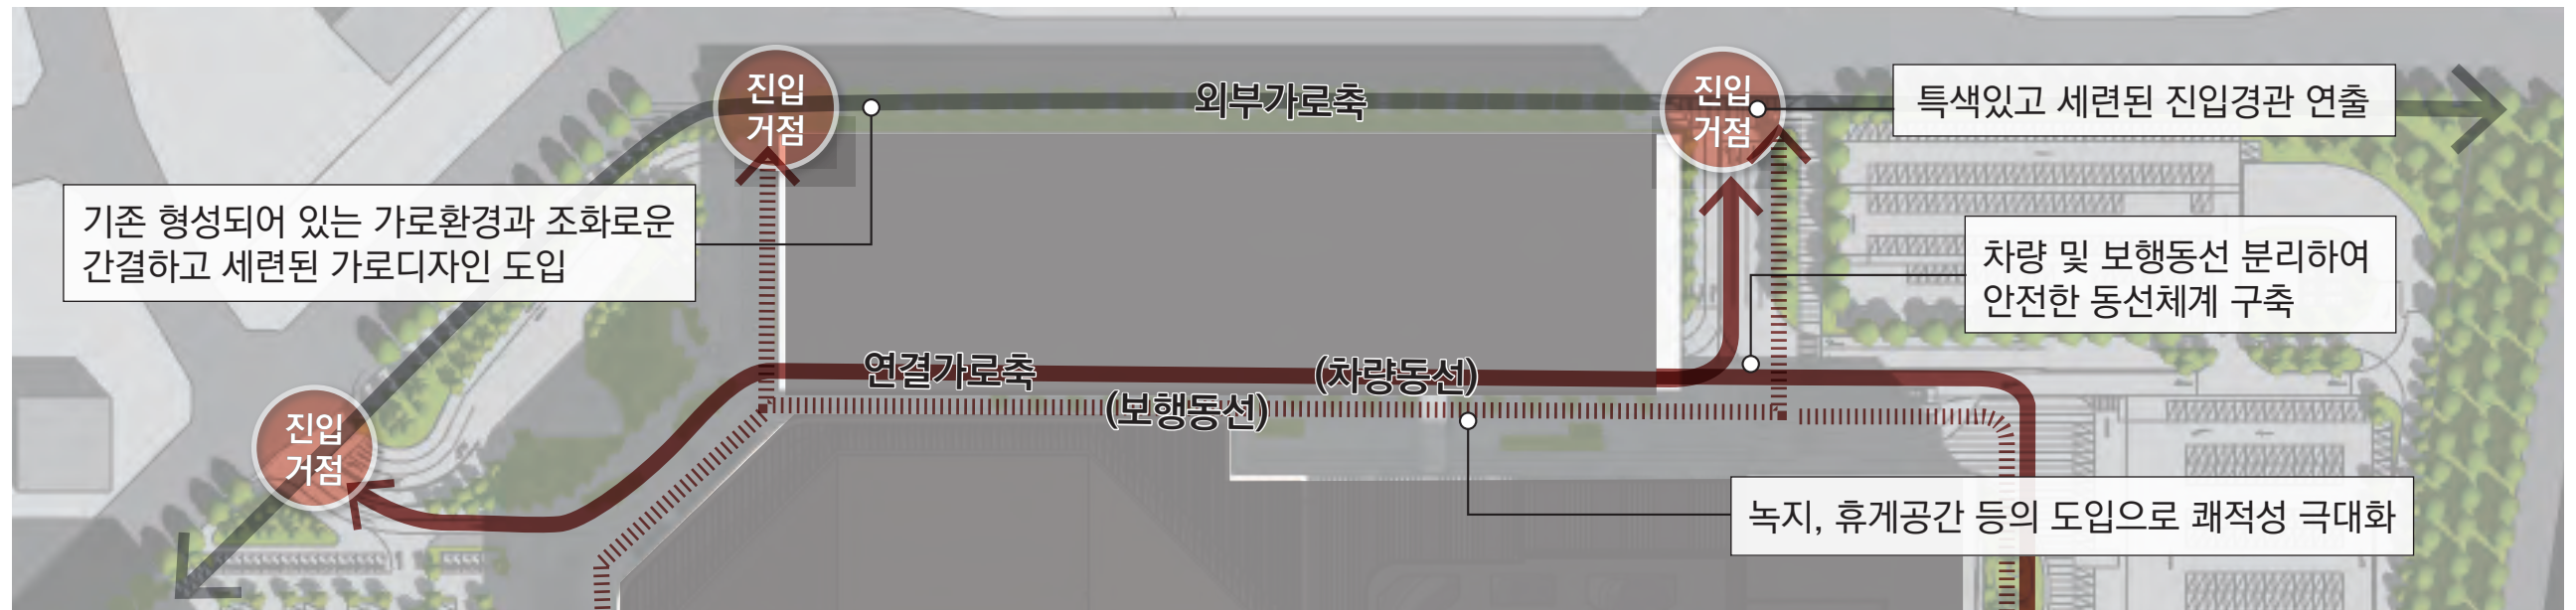 진입
거점
외부가로축
진입
거점
특색있고 세련된 진입경관 연출
기존 형성되어 있는 가로환경과 조화로운
간결하고 세련된 가로디자인 도입
차량 및 보행동선 분리하여
안전한 동선체계 구축
연결가로축
(차량동선)
(보행동선)
진입
거점
녹지, 휴게공간 등의 도입으로 쾌적성 극대화